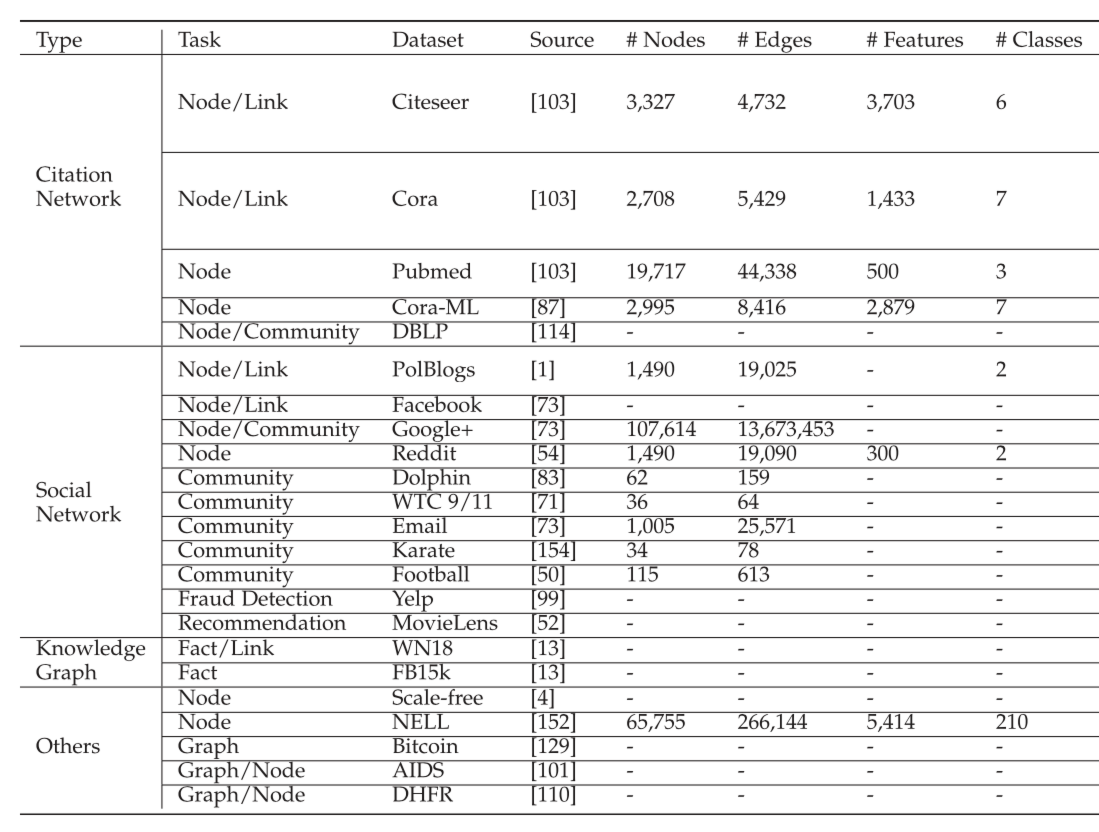 Type Task Dataset Source # Nodes # Edges # Features # Classes
Node/Link Citeseer [103] 3,327 4,732 3,703 6
Citation
Network
Node/Link Cora [103] 2,708 5,429 1,433 7
Node Pubmed [103] 19,717 44,338 500 3
Node Cora-ML [87] 2,995 8,416 2,879 7
Node/Community DBLP [114] - - - -
Node/Link PolBlogs [1] 1,490 19,025 - 2
Node/Link Facebook [73] - - - -
Node/Community Google+ [73] 107,614 13,673,453 - -
Node Reddit [54] 1,490 19,090 300 2
Community Dolphin [83] 62 159 - -
Social
Network
Community WTC 9/11 [71] 36 64 - -
Community Email [73] 1,005 25,571 - -
Community Karate [154] 34 78 - -
Community Football [50] 115 613 - -
Fraud Detection Yelp [99] - - - -
Recommendation MovieLens [52] - - - -
Knowledge Fact/Link WN18 [13] - - - -
Graph Fact FB15k [13] - - - -
Node Scale-free [4] - - - -
Node NELL [152] 65,755 266,144 5,414 210
Others Graph Bitcoin [129] - - - -
Graph/Node AIDS [101] - - - -
Graph/Node DHFR [110] - - - -